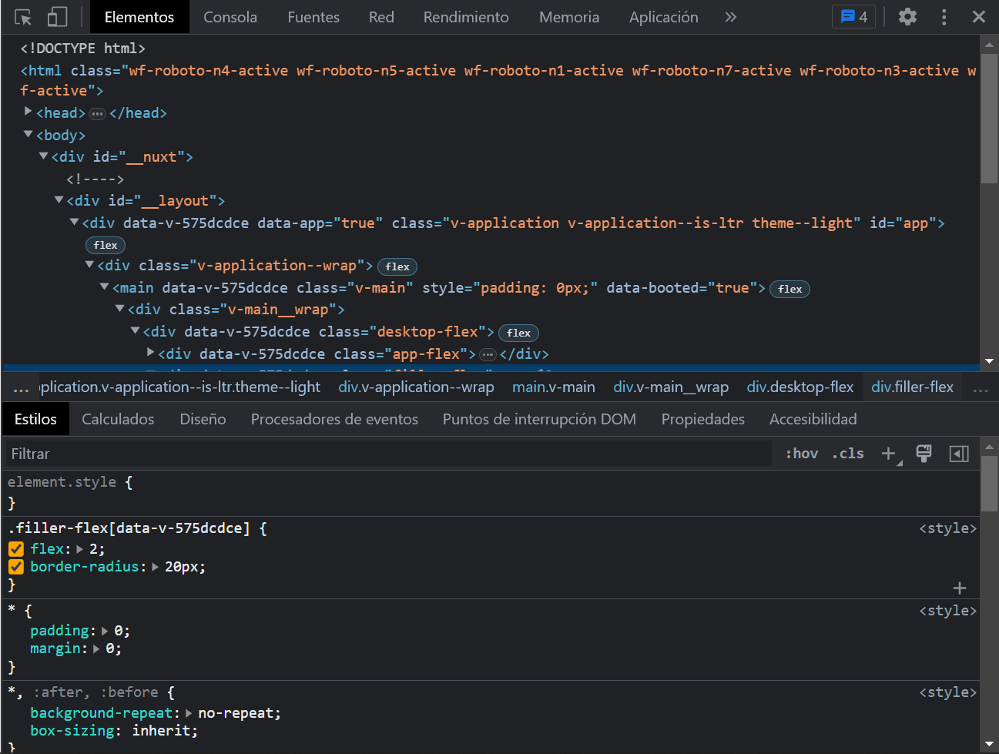 Elementos Consola Fuentes Red Rendimiento Memoria Aplicación » 4
<!DOCTYPE html>
<html class="wf-roboto-n4-active wf-roboto-n5-active wf-roboto-n1-active wf-roboto-n7-active wf-roboto-n3-active w
f-active">
<head> ⋯ </head>
<body>
<div id="__nuxt">
<!---->
<div id="__layout">
<div data-v-575dcdce data-app="true" class="v-application v-application--is-ltr theme--light" id="app">
flex
<div class="v-application--wrap"> flex
<main data-v-575dcdce class="v-main" style="padding: 0px;" data-booted="true"> flex
<div class="v-main__wrap">
<div data-v-575dcdce class="desktop-flex"> flex
<div data-v-575dcdce class="app-flex"> ⋯ </div>
… plication.v-application--is-ltr.theme--light div.v-application--wrap main.v-main div.v-main__wrap div.desktop-flex div.filler-flex …
Estilos Calculados Diseño Procesadores de eventos Puntos de interrupción DOM Propiedades Accesibilidad
Filtrar :hov .cls
element.style {
}
.filler-flex[data-v-575dcdce] { <style>
flex: 2;
border-radius: 20px;
}
* { <style>
padding: 0;
margin: 0;
}
*, :after, :before { <style>
background-repeat: no-repeat;
box-sizing: inherit;
}